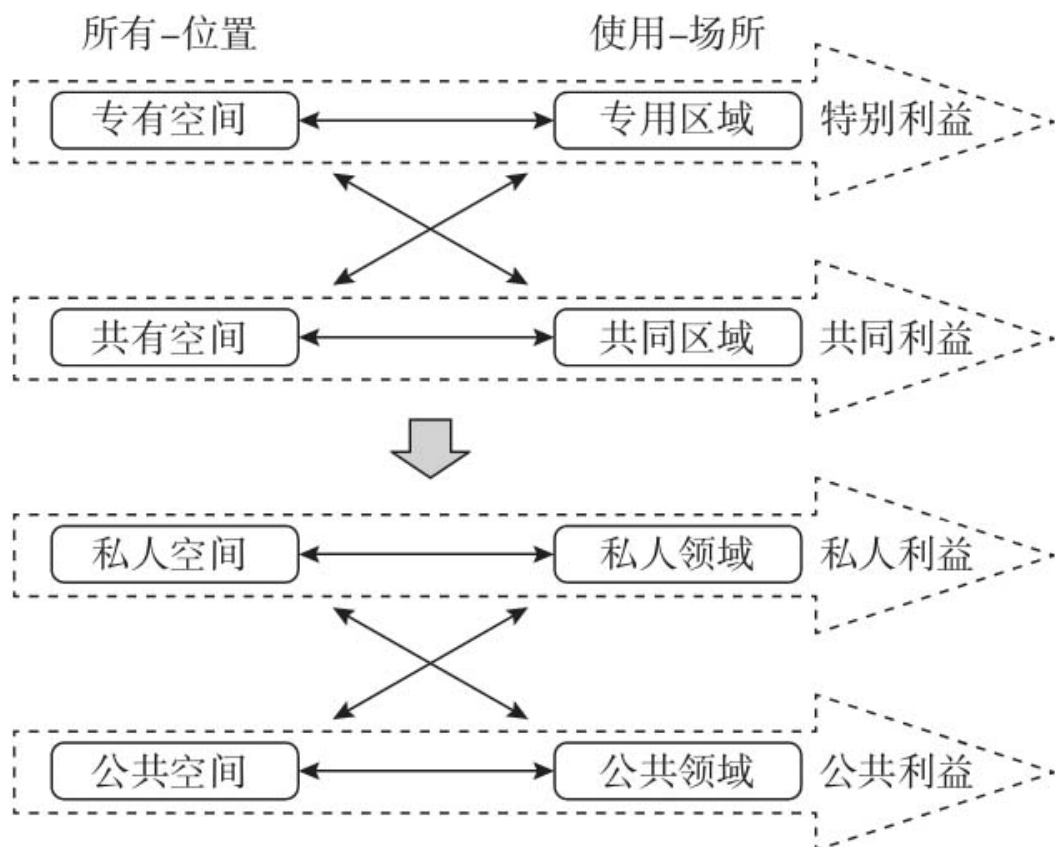 所有-位置 使用-场所
专有空间 专用区域 特别利益
共有空间 共同区域 共同利益
私人空间 私人领域 私人利益
公共空间 公共领域 公共利益